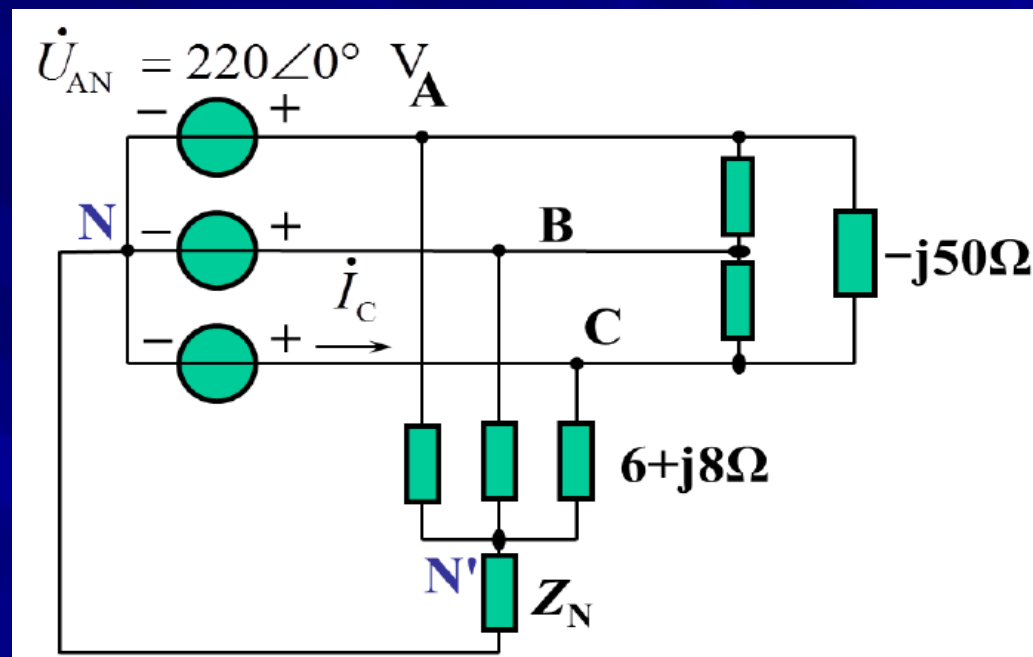 U̇AN = 220∠0° V
A
− +
N
− +
B
−j50Ω
İC
− +
C
6+j8Ω
N'
ZN